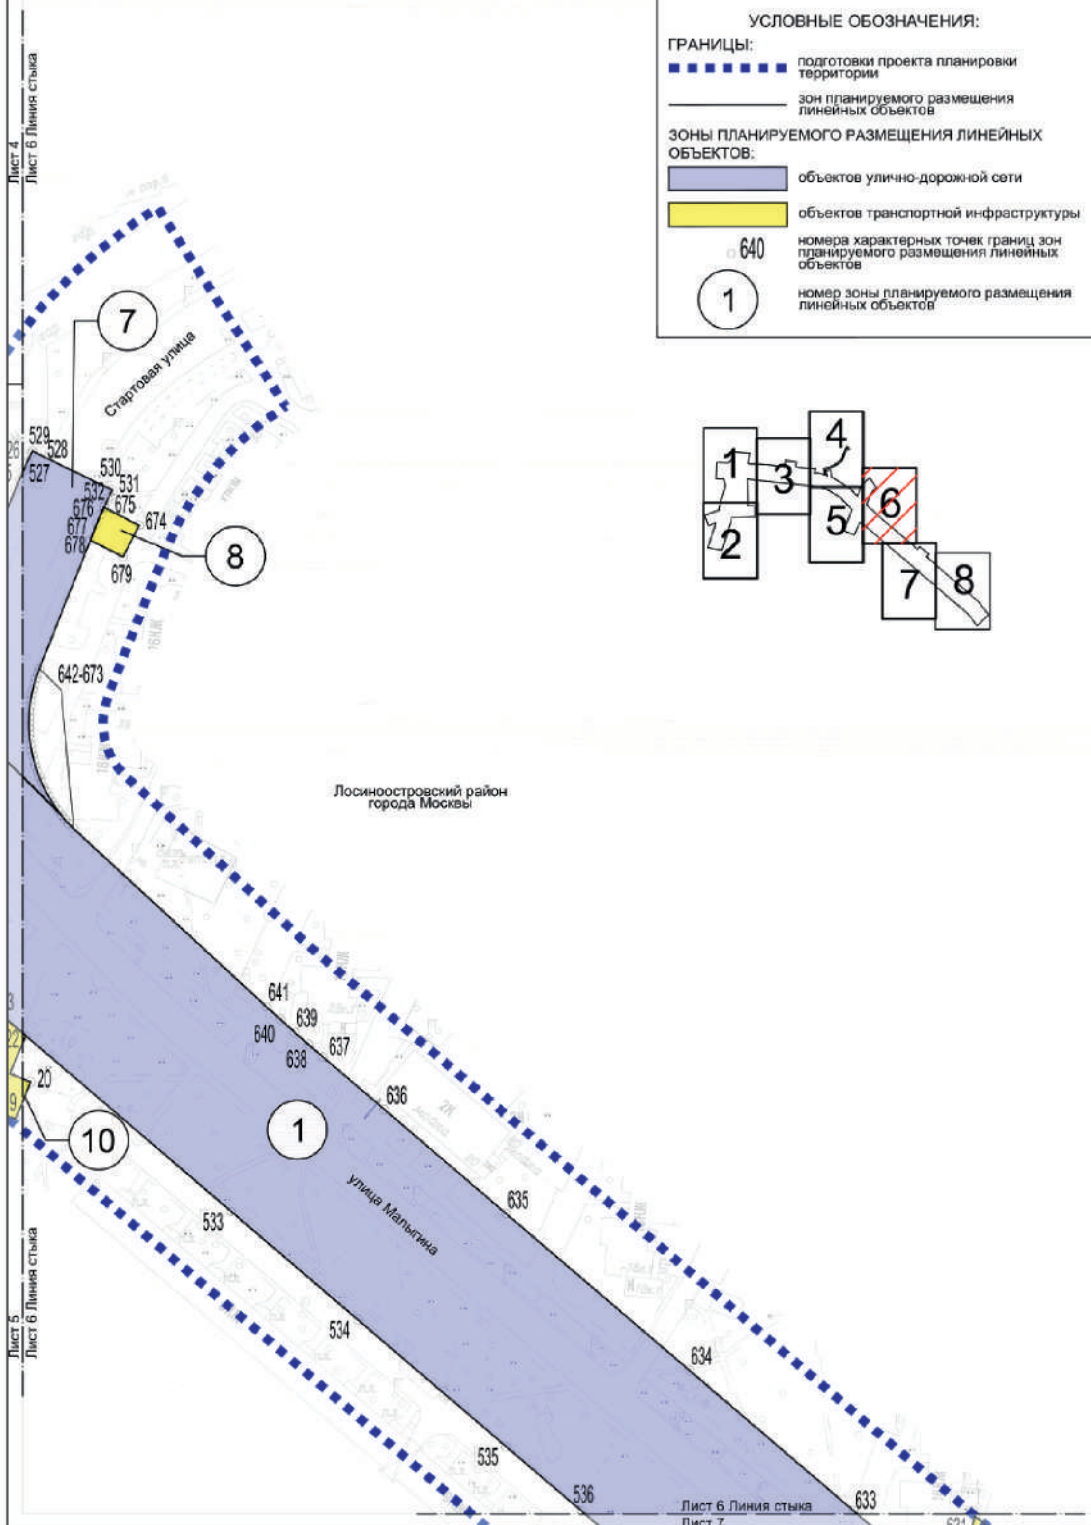 УСЛОВНЫЕ ОБОЗНАЧЕНИЯ:
ГРАНИЦЫ:
подготовки проекта планировки
территории
зон планируемого размещения
линейных объектов
ЗОНЫ ПЛАНИРУЕМОГО РАЗМЕЩЕНИЯ ЛИНЕЙНЫХ
ОБЪЕКТОВ:
объектов улично-дорожной сети
объектов транспортной инфраструктуры
640
номера характерных точек границ зон
планируемого размещения линейных
объектов
1
номер зоны планируемого размещения
линейных объектов
Лист 4
Лист 6 Линия стыка
7
Стартовая улица
529
528
527
530
531
532
675
676
674
677
678
679
8
642-673
1
2
3
4
5
6
7
8
Лосиноостровский район
города Москвы
641
639
640
637
638
636
20
10
1
улица Малыгина
635
533
534
634
535
536
633
Лист 5
Лист 6 Линия стыка
Лист 6 Линия стыка
Лист 7